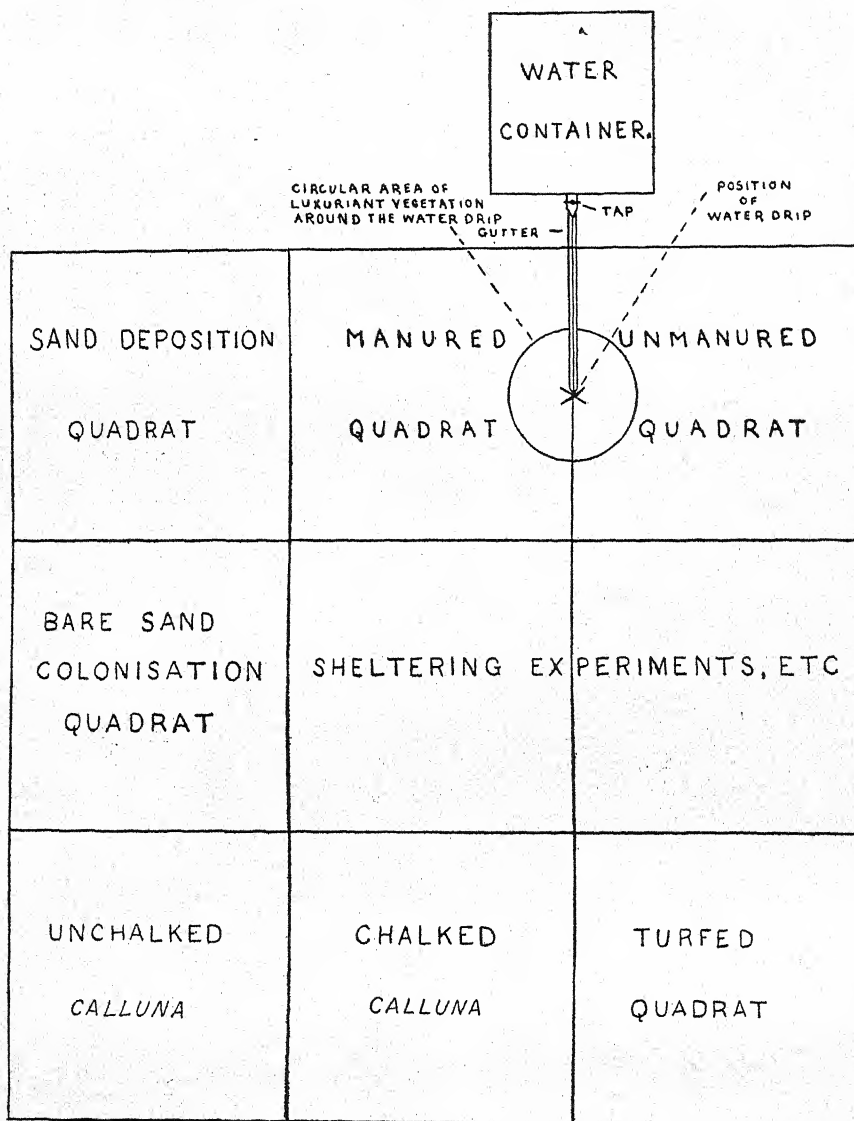 WATER
CONTAINER.
CIRCULAR AREA OF
LUXURIANT VEGETATION
AROUND THE WATER DRIP
GUTTER
TAP
POSITION
OF
WATER DRIP
SAND DEPOSITION
QUADRAT
MANURED
QUADRAT
UNMANURED
QUADRAT
BARE SAND
COLONISATION
QUADRAT
SHELTERING EXPERIMENTS, ETC
UNCHALKED
CALLUNA
CHALKED
CALLUNA
TURFED
QUADRAT